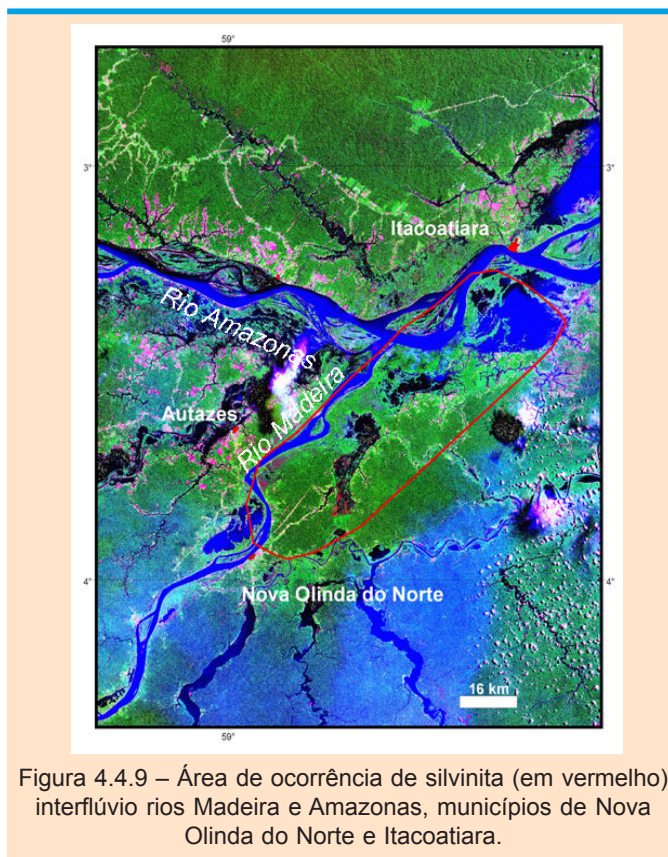 59°
3°
3°
Itacoatiara
Rio Amazonas
Autazes
Rio Madeira
4°
4°
Nova Olinda do Norte
16 km
59°
Figura 4.4.9 – Área de ocorrência de silvinita (em vermelho)
interflúvio rios Madeira e Amazonas, municípios de Nova
Olinda do Norte e Itacoatiara.